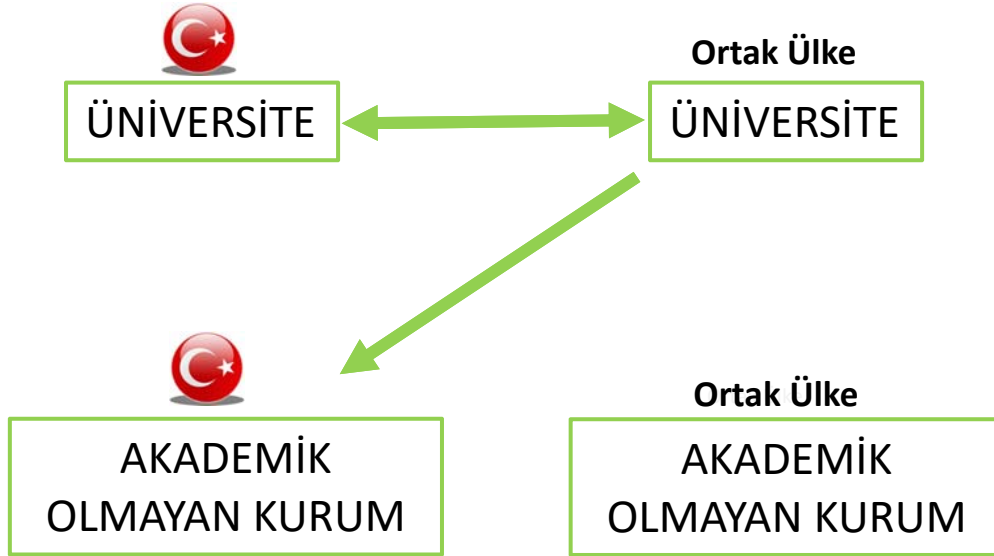 Ortak Ülke
ÜNİVERSİTE
ÜNİVERSİTE
Ortak Ülke
AKADEMİK
OLMAYAN KURUM
AKADEMİK
OLMAYAN KURUM